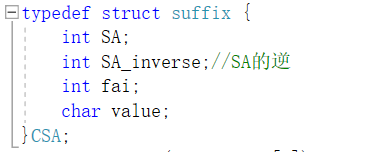 typedef struct suffix {
int SA;
int SA_inverse;//SA的逆
int fai;
char value;
}CSA;